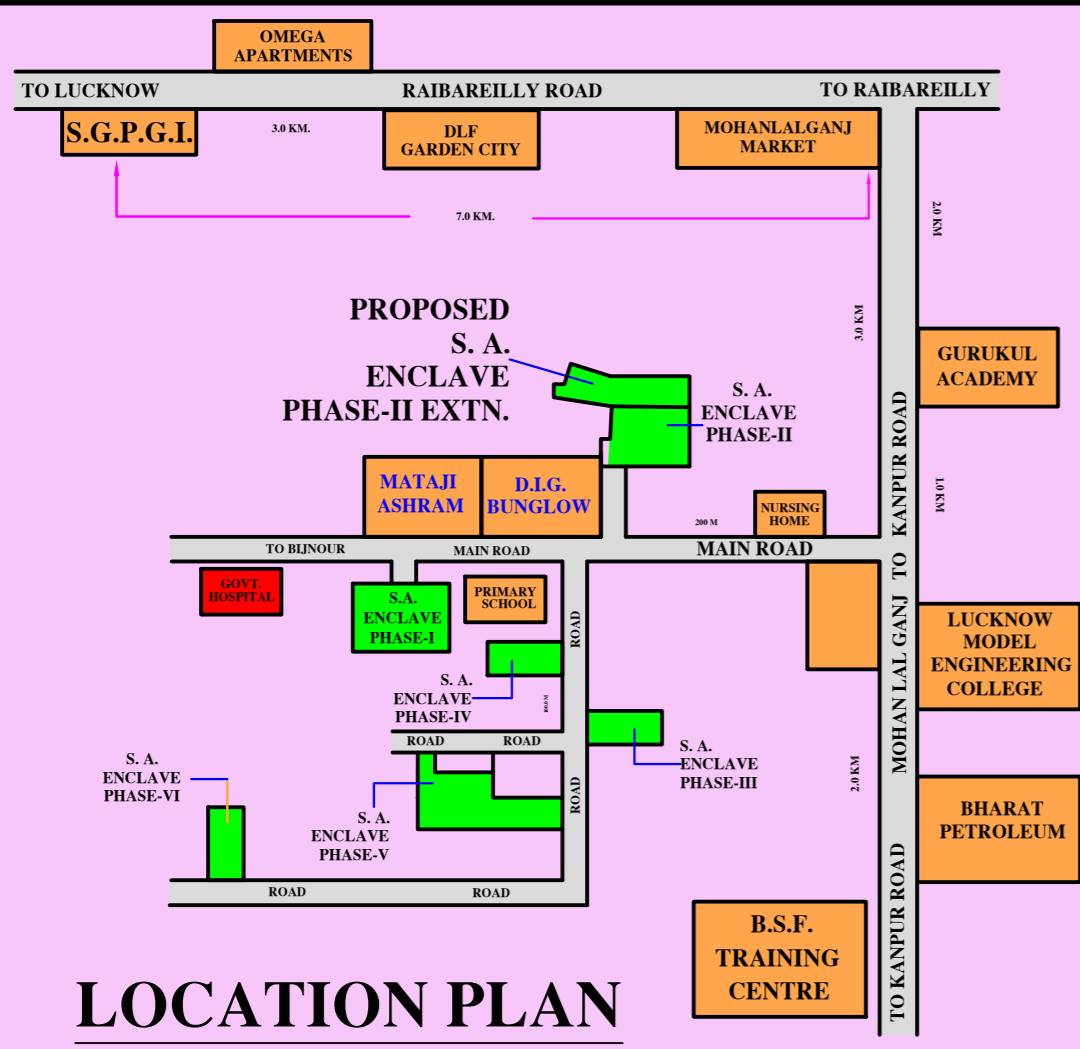 OMEGA
APARTMENTS
TO LUCKNOW
RAIBAREILLY ROAD
TO RAIBAREILLY
S.G.P.G.I.
3.0 KM.
DLF
GARDEN CITY
MOHANLALGANJ
MARKET
7.0 KM.
2.0 KM
3.0 KM
PROPOSED
S. A.
ENCLAVE
PHASE-II EXTN.
S. A.
ENCLAVE
PHASE-II
GURUKUL
ACADEMY
MATAJI
ASHRAM
D.I.G.
BUNGLOW
1.0 KM
NURSING
HOME
200 M
TO BIJNOUR
MAIN ROAD
MAIN ROAD
MOHAN LAL GANJ TO KANPUR ROAD
GOVT.
HOSPITAL
S.A.
ENCLAVE
PHASE-I
PRIMARY
SCHOOL
ROAD
LUCKNOW
MODEL
ENGINEERING
COLLEGE
S. A.
ENCLAVE
PHASE-IV
ROAD
ROAD
S. A.
ENCLAVE
PHASE-III
2.0 KM
S. A.
ENCLAVE
PHASE-VI
ROAD
S. A.
ENCLAVE
PHASE-V
BHARAT
PETROLEUM
ROAD
ROAD
TO KANPUR ROAD
B.S.F.
TRAINING
CENTRE
LOCATION PLAN